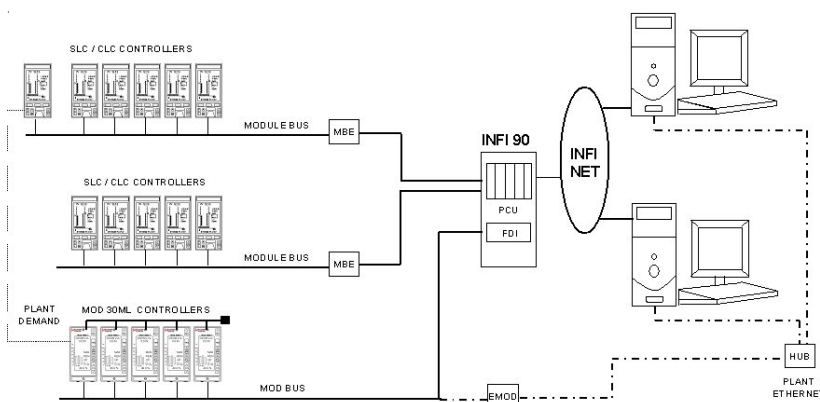 SLC / CLC CONTROLLERS
MODULE BUS
MBE
INFI 90
INFI
NET
PCU
FDI
SLC / CLC CONTROLLERS
MODULE BUS
MBE
PLANT
DEMAND
MOD 30ML CONTROLLERS
MOD BUS
EMOD
HUB
PLANT
ETHERNET